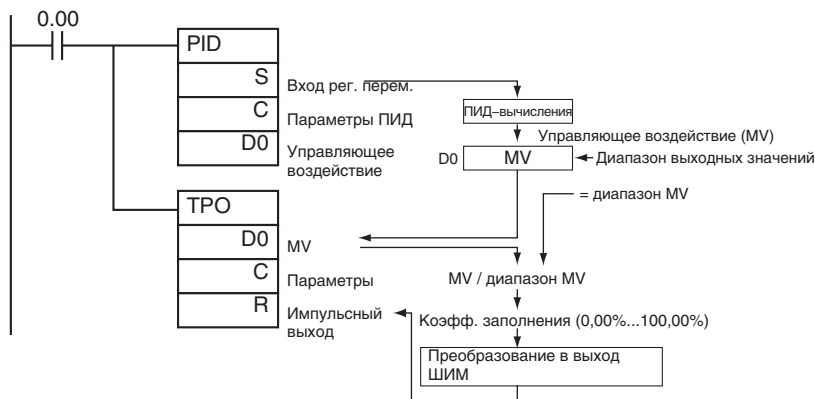 0.00
PID
S
Вход рег. перем.
C
Параметры ПИД
D0
Управляющее
воздействие
ПИД–вычисления
Управляющее воздействие (MV)
D0
MV
Диапазон выходных значений
= диапазон MV
TPO
D0
MV
C
Параметры
R
Импульсный
выход
MV / диапазон MV
Коэфф. заполнения (0,00%...100,00%)
Преобразование в выход
ШИМ